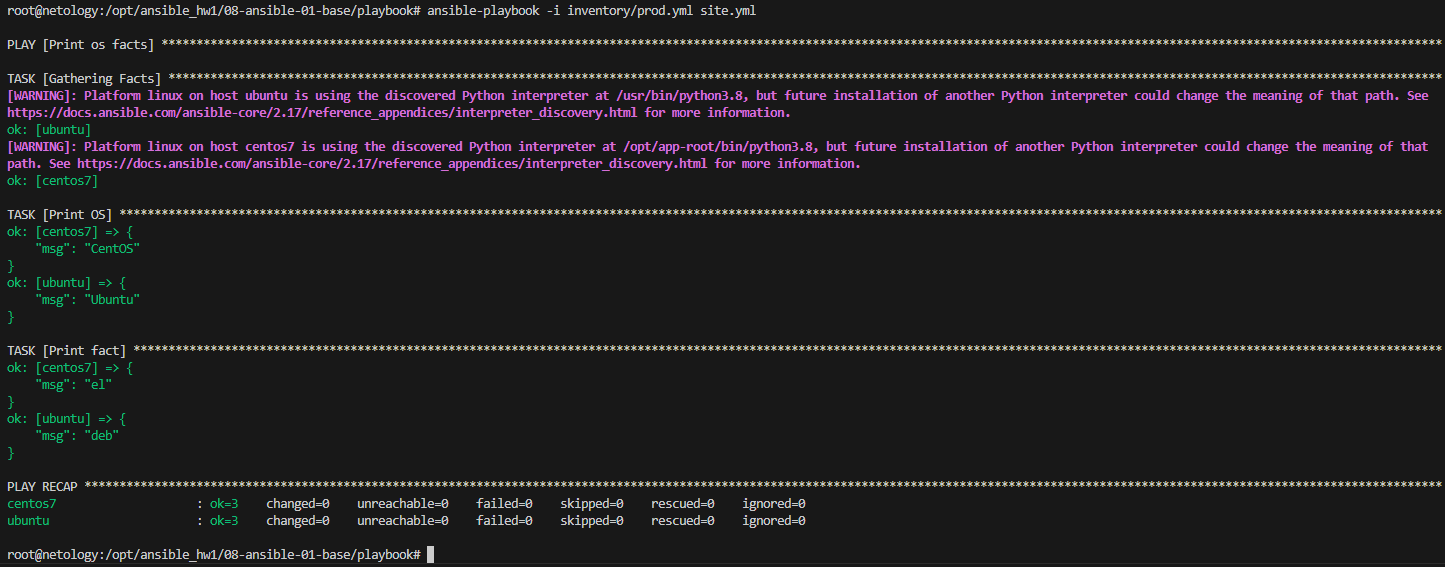 root@netology:/opt/ansible_hw1/08-ansible-01-base/playbook# ansible-playbook -i inventory/prod.yml site.yml
PLAY [Print os facts] ****************************************************************************************************************************************************************************************
TASK [Gathering Facts] ***************************************************************************************************************************************************************************************
[WARNING]: Platform linux on host ubuntu is using the discovered Python interpreter at /usr/bin/python3.8, but future installation of another Python interpreter could change the meaning of that path. See
https://docs.ansible.com/ansible-core/2.17/reference_appendices/interpreter_discovery.html for more information.
ok: [ubuntu]
[WARNING]: Platform linux on host centos7 is using the discovered Python interpreter at /opt/app-root/bin/python3.8, but future installation of another Python interpreter could change the meaning of that
path. See https://docs.ansible.com/ansible-core/2.17/reference_appendices/interpreter_discovery.html for more information.
ok: [centos7]
TASK [Print OS] **********************************************************************************************************************************************************************************************
ok: [centos7] => {
    "msg": "CentOS"
}
ok: [ubuntu] => {
    "msg": "Ubuntu"
}
TASK [Print fact] ********************************************************************************************************************************************************************************************
ok: [centos7] => {
    "msg": "el"
}
ok: [ubuntu] => {
    "msg": "deb"
}
PLAY RECAP ***************************************************************************************************************************************************************************************************
centos7                    : ok=3    changed=0    unreachable=0    failed=0    skipped=0    rescued=0    ignored=0
ubuntu                     : ok=3    changed=0    unreachable=0    failed=0    skipped=0    rescued=0    ignored=0
root@netology:/opt/ansible_hw1/08-ansible-01-base/playbook#